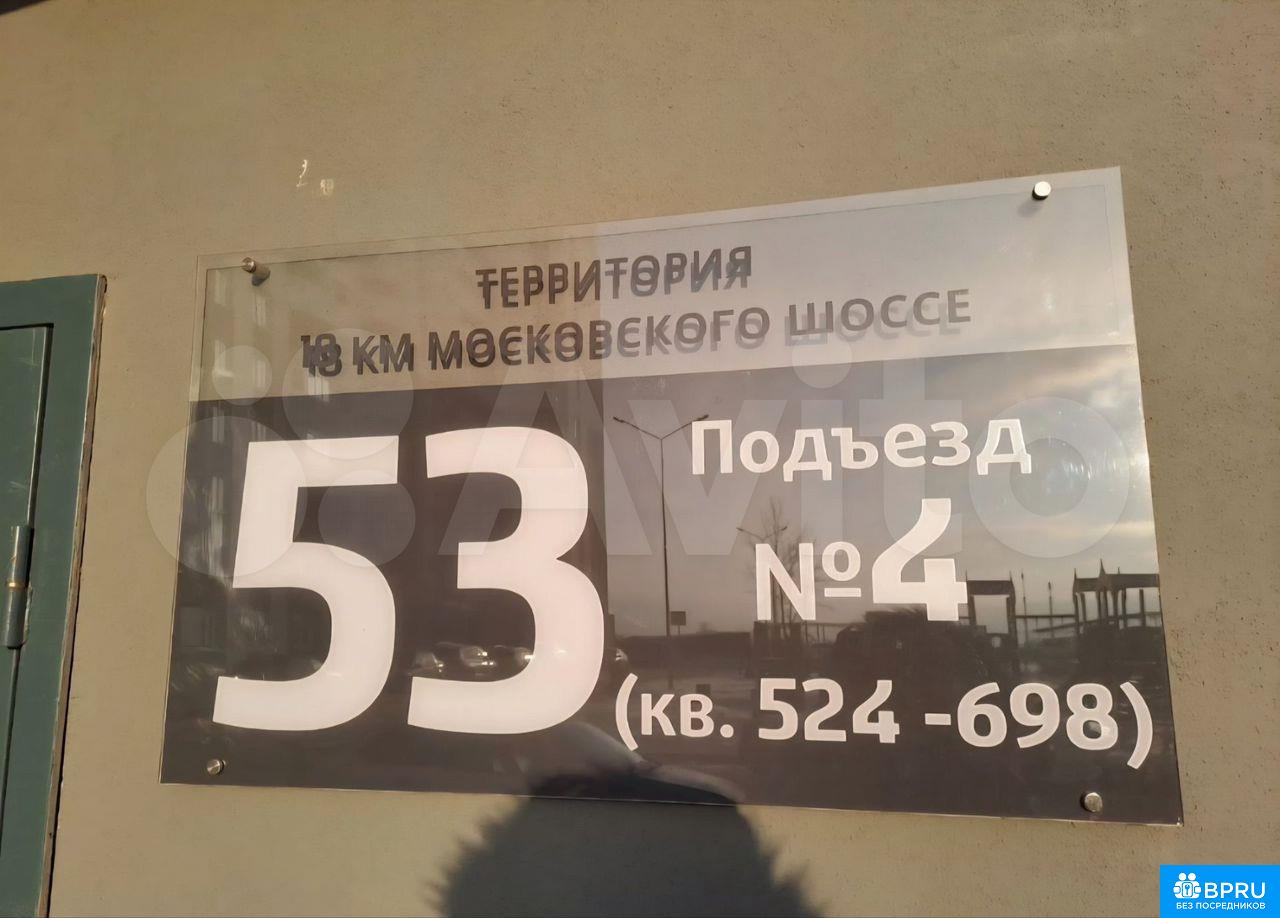 ТЕРРИТОРИЯ
18 КМ МОСКОВСКОГО ШОССЕ
53
Подъезд
№4
(кв. 524 -698)
Avito
BPRU
БЕЗ ПОСРЕДНИКОВ